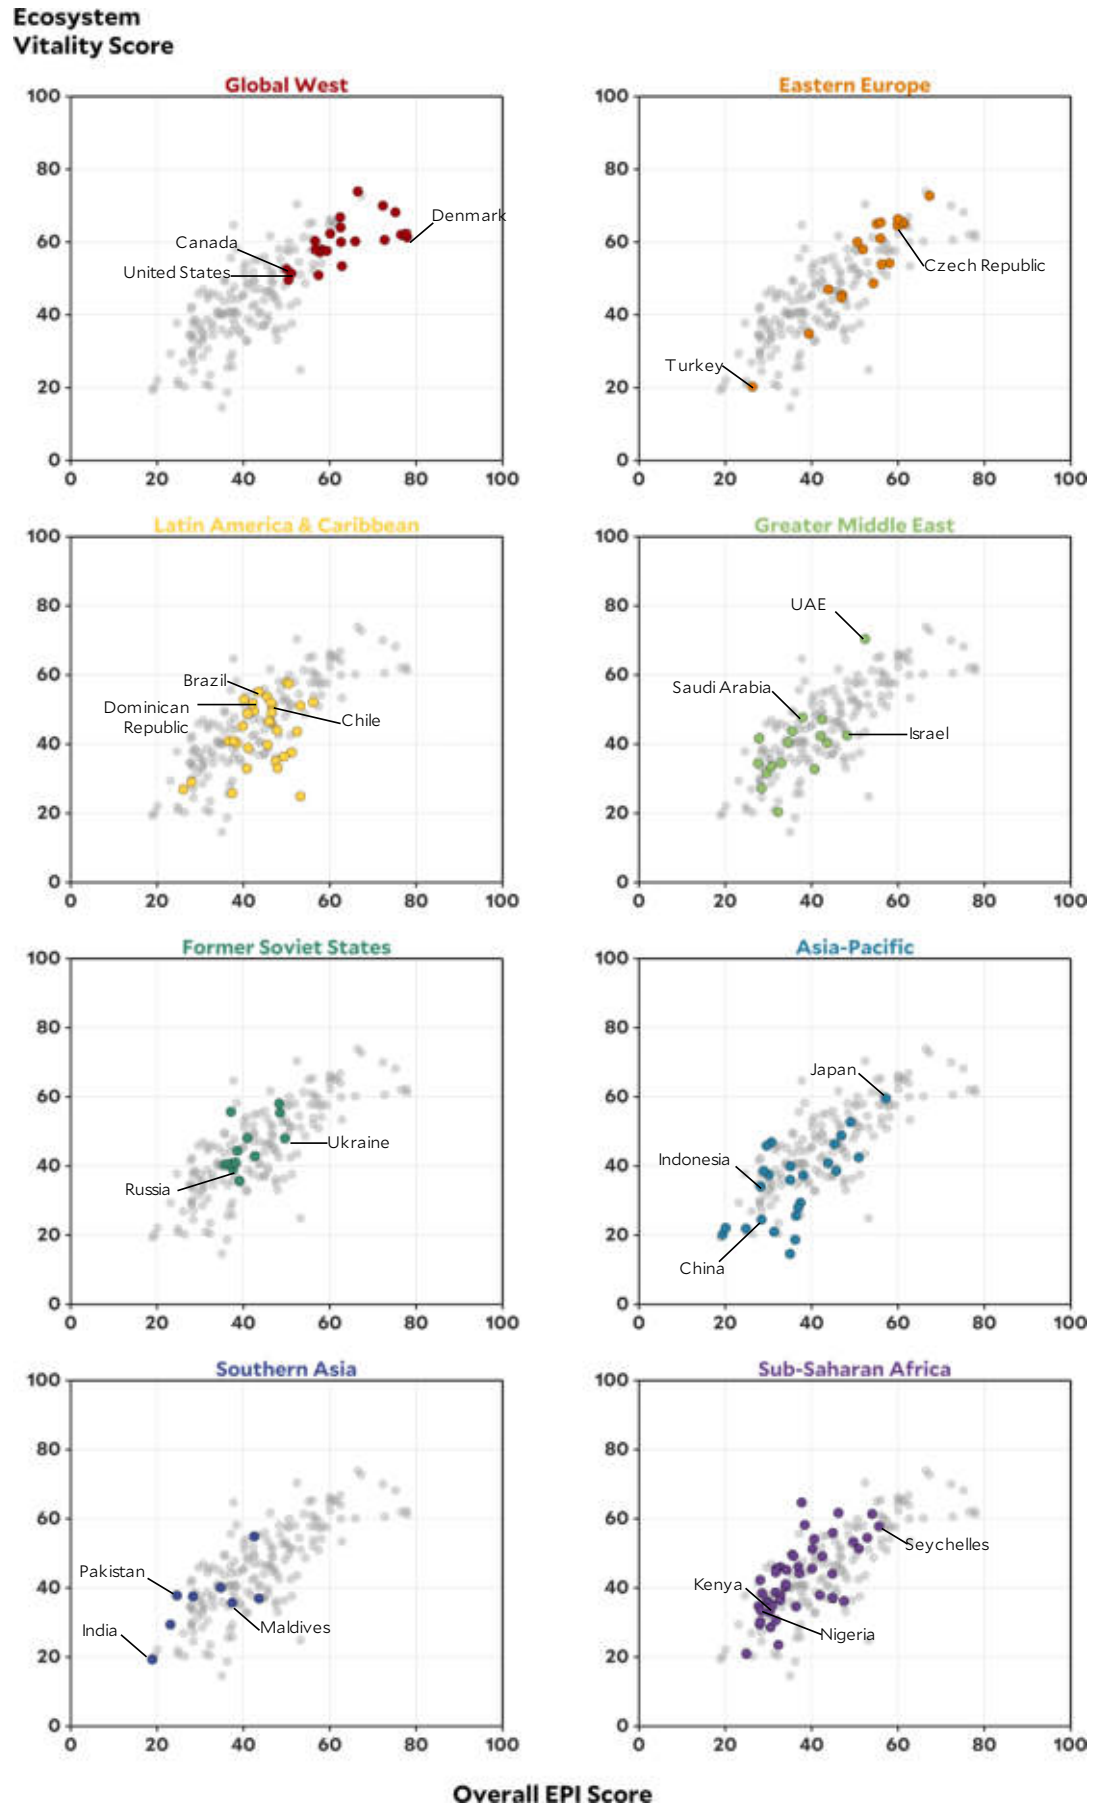 Ecosystem
Vitality Score
Global West
100
80
60
40
20
0
0 20 40 60 80 100
Canada
United States
Denmark
Eastern Europe
100
80
60
40
20
0
0 20 40 60 80 100
Czech Republic
Turkey
Latin America & Caribbean
100
80
60
40
20
0
0 20 40 60 80 100
Brazil
Dominican
Republic
Chile
Greater Middle East
100
80
60
40
20
0
0 20 40 60 80 100
UAE
Saudi Arabia
Israel
Former Soviet States
100
80
60
40
20
0
0 20 40 60 80 100
Ukraine
Russia
Asia-Pacific
100
80
60
40
20
0
0 20 40 60 80 100
Japan
Indonesia
China
Southern Asia
100
80
60
40
20
0
0 20 40 60 80 100
Pakistan
India
Maldives
Sub-Saharan Africa
100
80
60
40
20
0
0 20 40 60 80 100
Seychelles
Kenya
Nigeria
Overall EPI Score